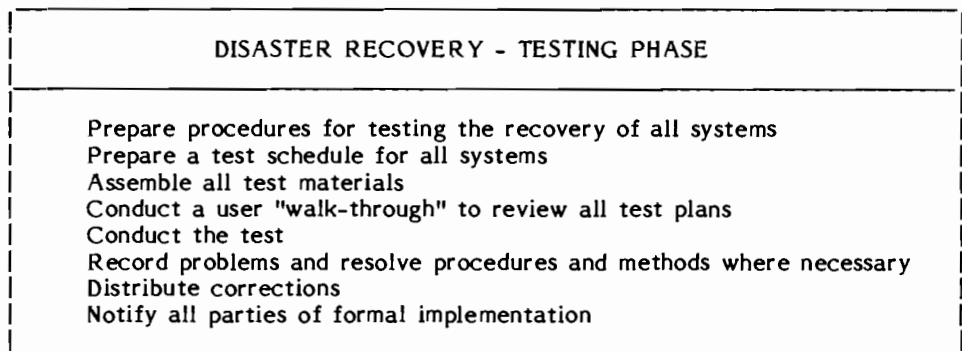 DISASTER RECOVERY - TESTING PHASE
Prepare procedures for testing the recovery of all systems
Prepare a test schedule for all systems
Assemble all test materials
Conduct a user "walk-through" to review all test plans
Conduct the test
Record problems and resolve procedures and methods where necessary
Distribute corrections
Notify all parties of formal implementation